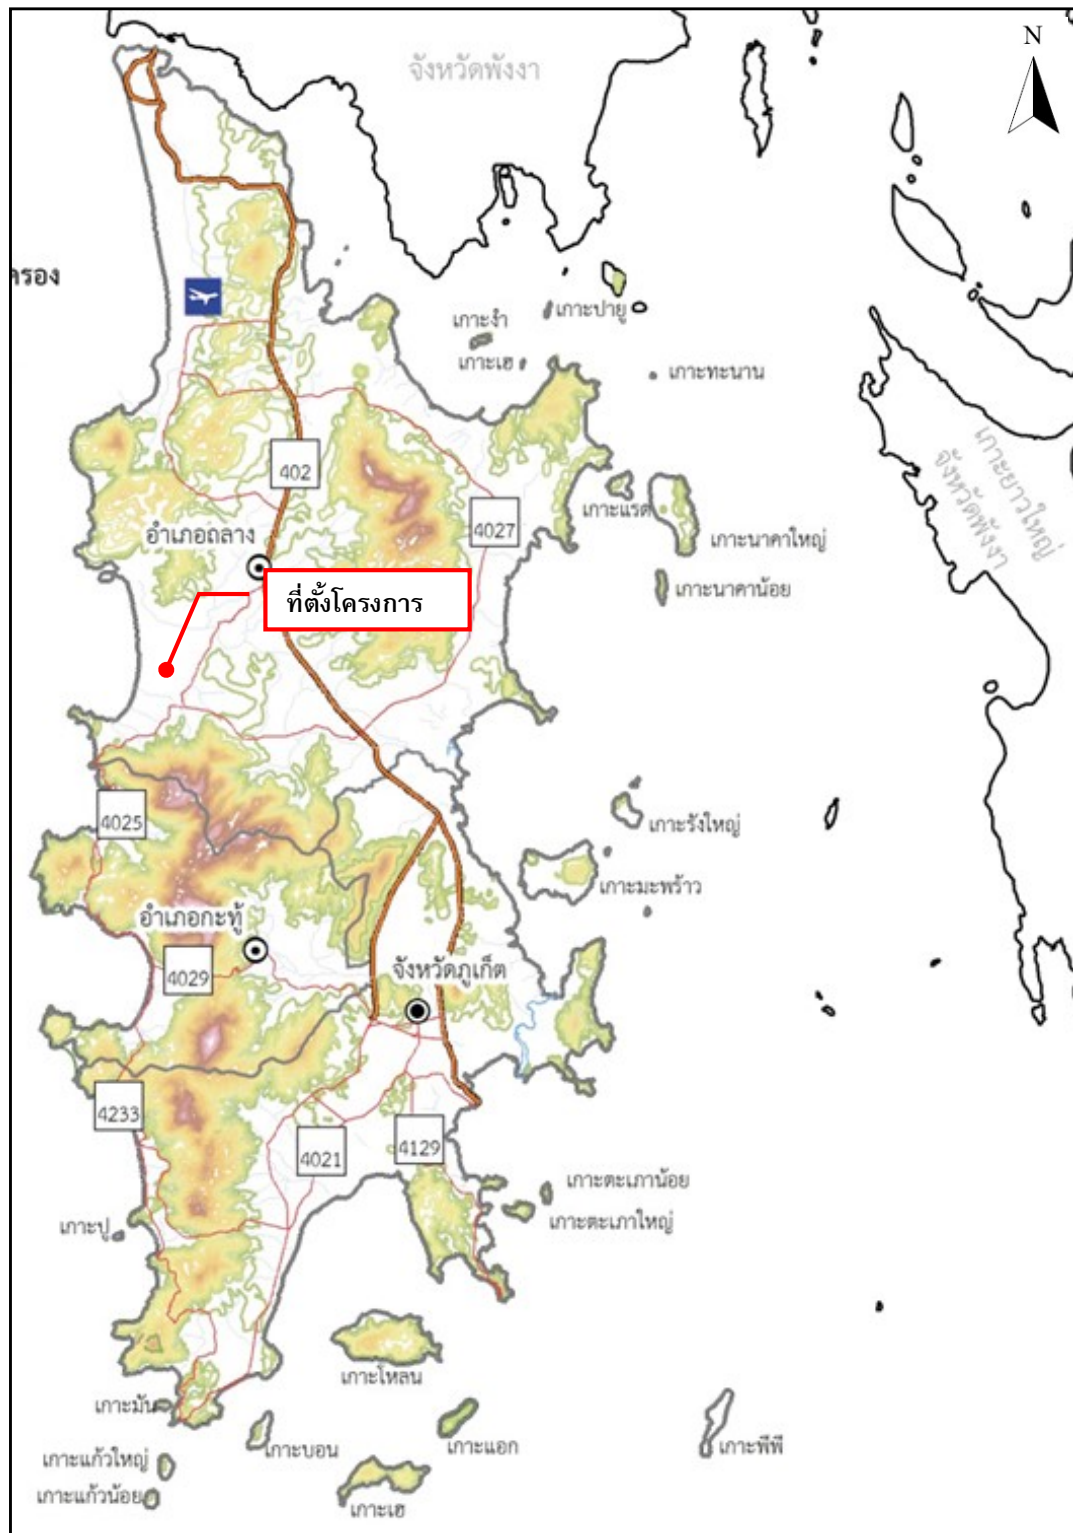 N
จังหวัดพังงา
ครอง
เกาะปายู
เกาะงำ
เกาะเฮ
เกาะทะนาน
402
เกาะยาวใหญ่
จังหวัดพังงา
เกาะแรด
4027
อำเภอถลาง
เกาะนาคาใหญ่
เกาะนาคาน้อย
ที่ตั้งโครงการ
4025
เกาะรังใหญ่
เกาะมะพร้าว
อำเภอกะทู้
4029
จังหวัดภูเก็ต
4233
4021
4129
เกาะตะเภาน้อย
เกาะตะเภาใหญ่
เกาะปู
เกาะโหลน
เกาะมัน
เกาะบอน
เกาะแอก
เกาะพีพี
เกาะแก้วใหญ่
เกาะแก้วน้อย
เกาะเฮ